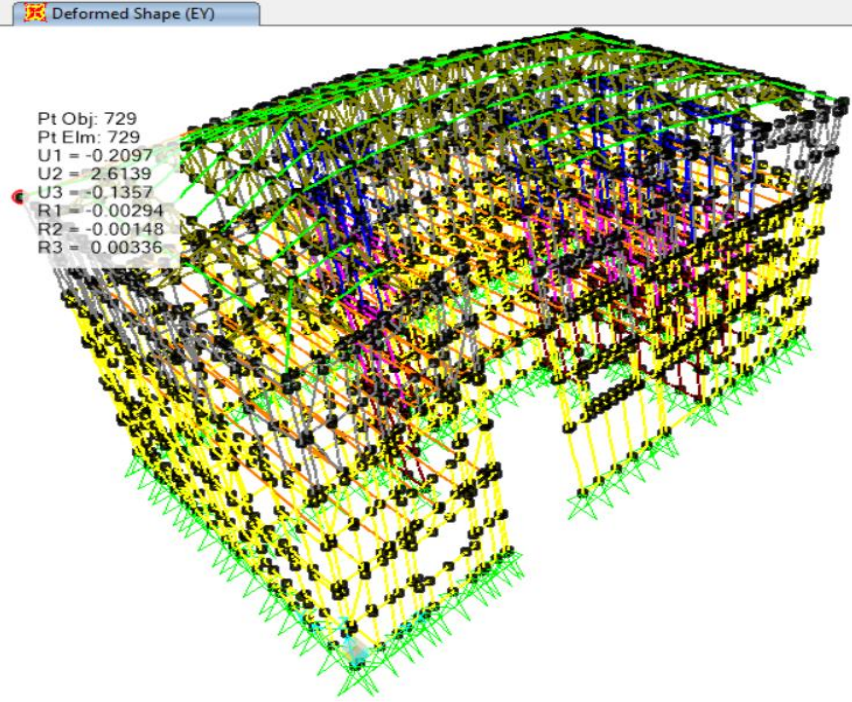 Deformed Shape (EY)
Pt Obj: 729
Pt Elm: 729
U1 = -0.2097
U2 = 2.6139
U3 = -0.1357
R1 = -0.00294
R2 = -0.00148
R3 = 0.00336